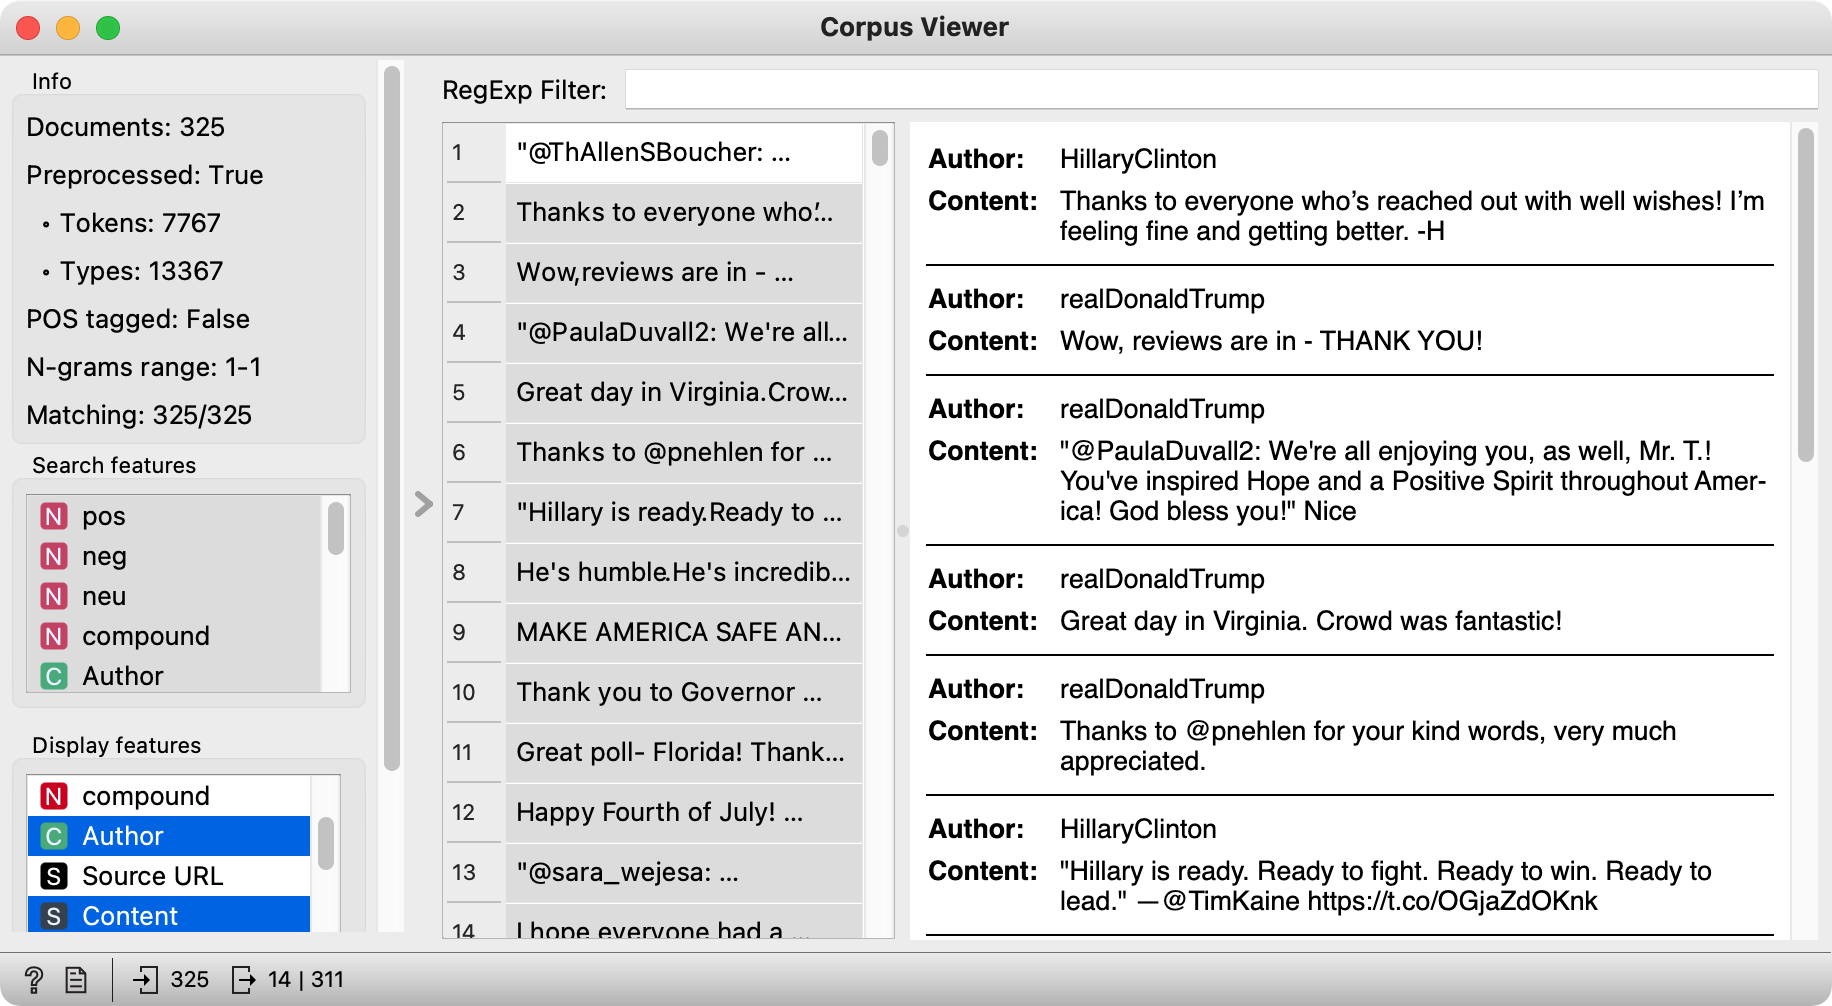 Corpus Viewer
Info
Documents: 325
Preprocessed: True
• Tokens: 7767
• Types: 13367
POS tagged: False
N-grams range: 1-1
Matching: 325/325
Search features
N pos
N neg
N neu
N compound
C Author
Display features
N compound
C Author
S Source URL
S Content
RegExp Filter:
1 "@ThAllenSBoucher: ...
2 Thanks to everyone who’...
3 Wow,reviews are in - ...
4 "@PaulaDuvall2: We're all...
5 Great day in Virginia.Crow...
6 Thanks to @pnehlen for ...
7 "Hillary is ready.Ready to ...
8 He's humble.He's incredib...
9 MAKE AMERICA SAFE AN...
10 Thank you to Governor ...
11 Great poll- Florida! Thank...
12 Happy Fourth of July! ...
13 "@sara_wejesa: ...
14 I hope everyone had a ...
Author: HillaryClinton
Content: Thanks to everyone who’s reached out with well wishes! I’m
feeling fine and getting better. -H
Author: realDonaldTrump
Content: Wow, reviews are in - THANK YOU!
Author: realDonaldTrump
Content: "@PaulaDuvall2: We're all enjoying you, as well, Mr. T.!
You've inspired Hope and a Positive Spirit throughout Amer-
ica! God bless you!" Nice
Author: realDonaldTrump
Content: Great day in Virginia. Crowd was fantastic!
Author: realDonaldTrump
Content: Thanks to @pnehlen for your kind words, very much
appreciated.
Author: HillaryClinton
Content: "Hillary is ready. Ready to fight. Ready to win. Ready to
lead." —@TimKaine https://t.co/OGjaZdOKnk
? 325 14 | 311